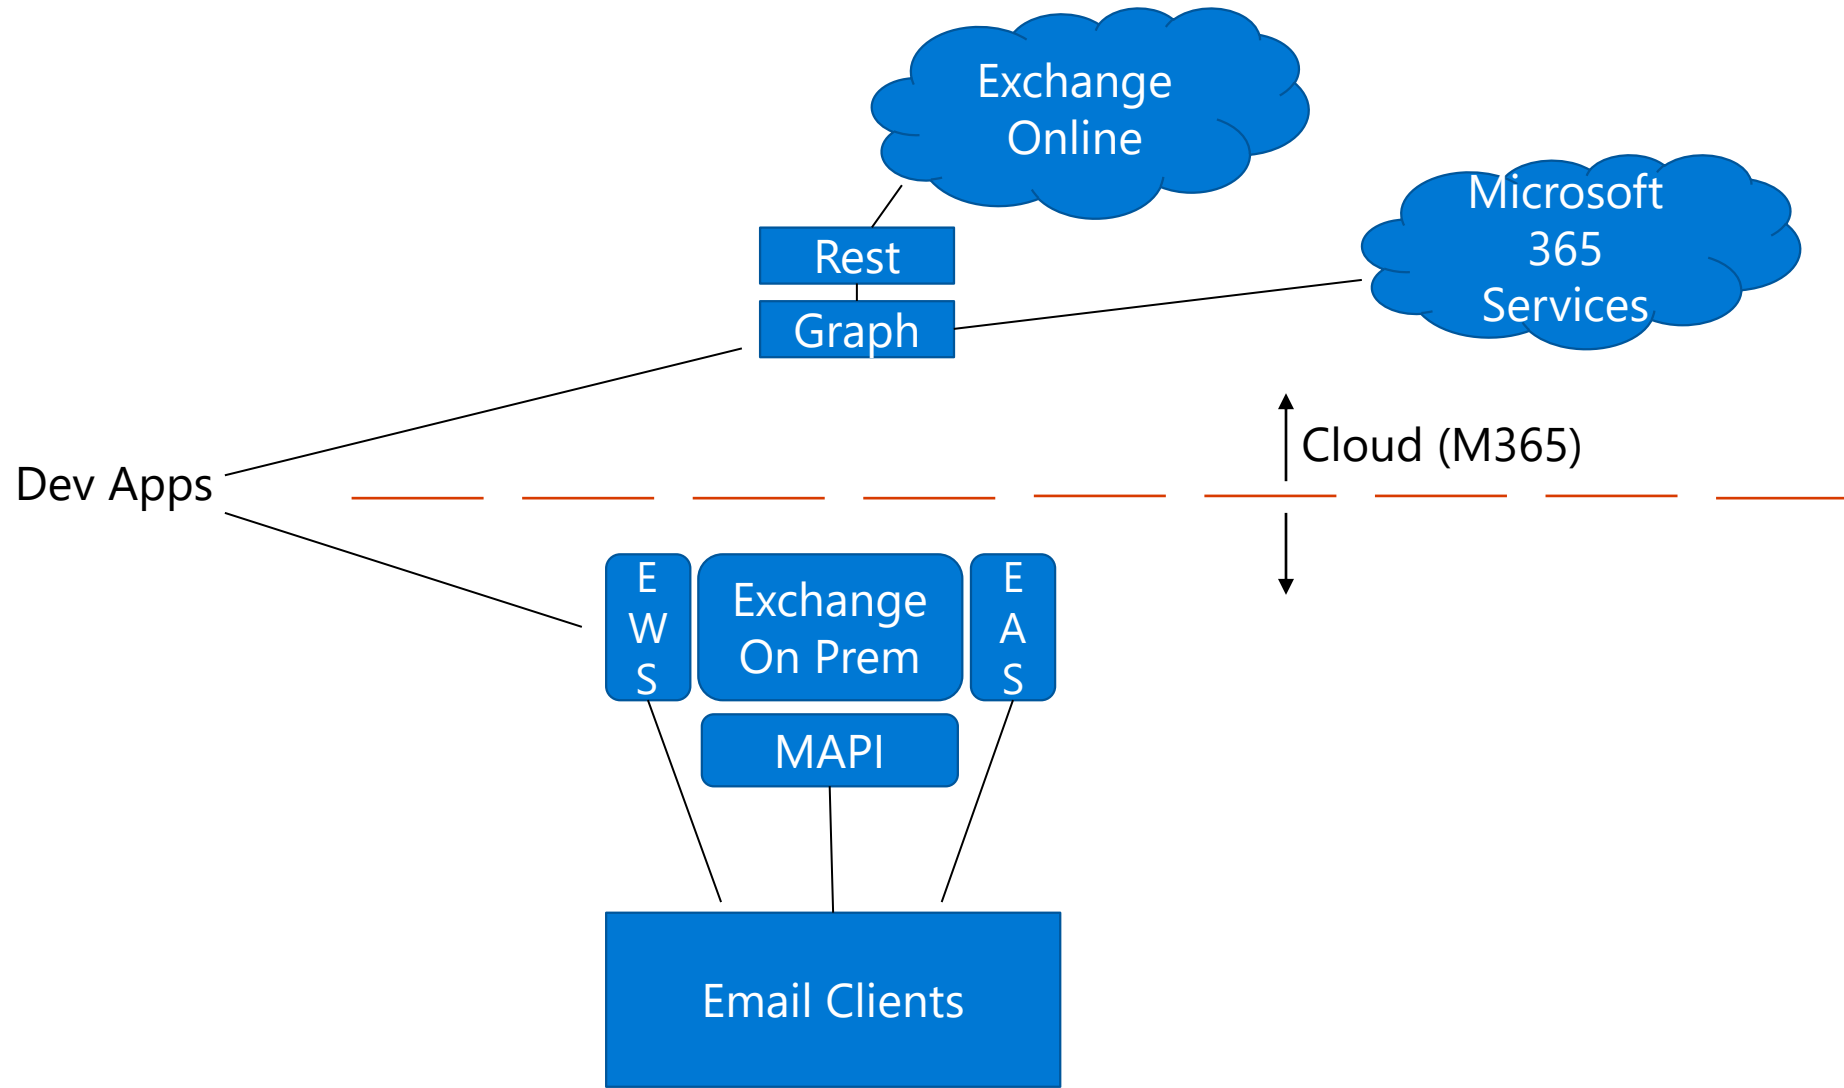 Exchange
Online
Microsoft
365
Services
Rest
Graph
Cloud (M365)
Dev Apps
E
W
S
Exchange
On Prem
E
A
S
MAPI
Email Clients